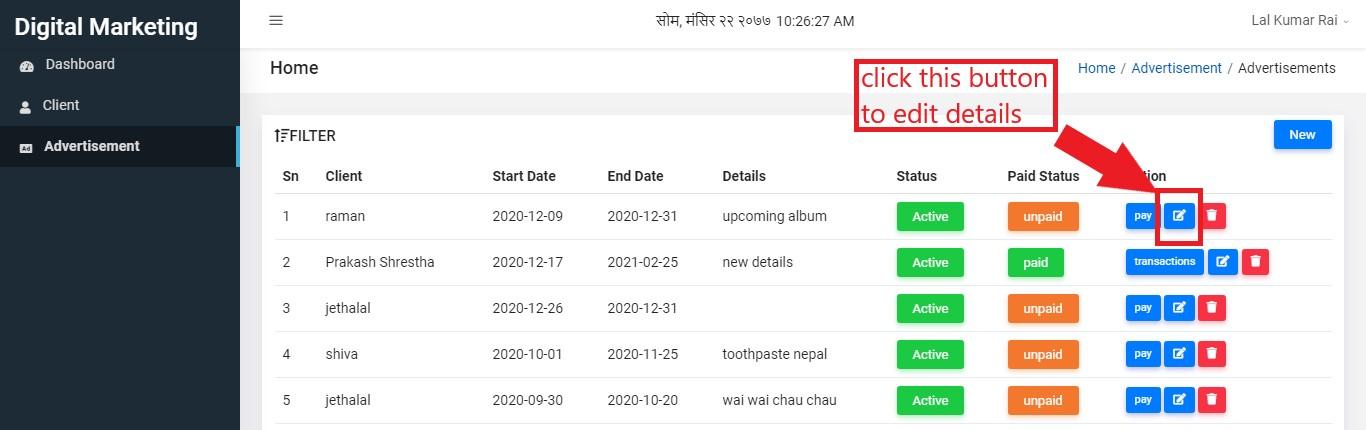 Digital Marketing
सोम, मंसिर २२ २०७७ 10:26:27 AM
Lal Kumar Rai
Dashboard
Client
Advertisement
Home
Home / Advertisement / Advertisements
click this button
to edit details
FILTER
New
Sn Client Start Date End Date Details Status Paid Status
1 raman 2020-12-09 2020-12-31 upcoming album Active unpaid pay
2 Prakash Shrestha 2020-12-17 2021-02-25 new details Active paid transactions
3 jethalal 2020-12-26 2020-12-31 Active unpaid pay
4 shiva 2020-10-01 2020-11-25 toothpaste nepal Active unpaid pay
5 jethalal 2020-09-30 2020-10-20 wai wai chau chau Active unpaid pay